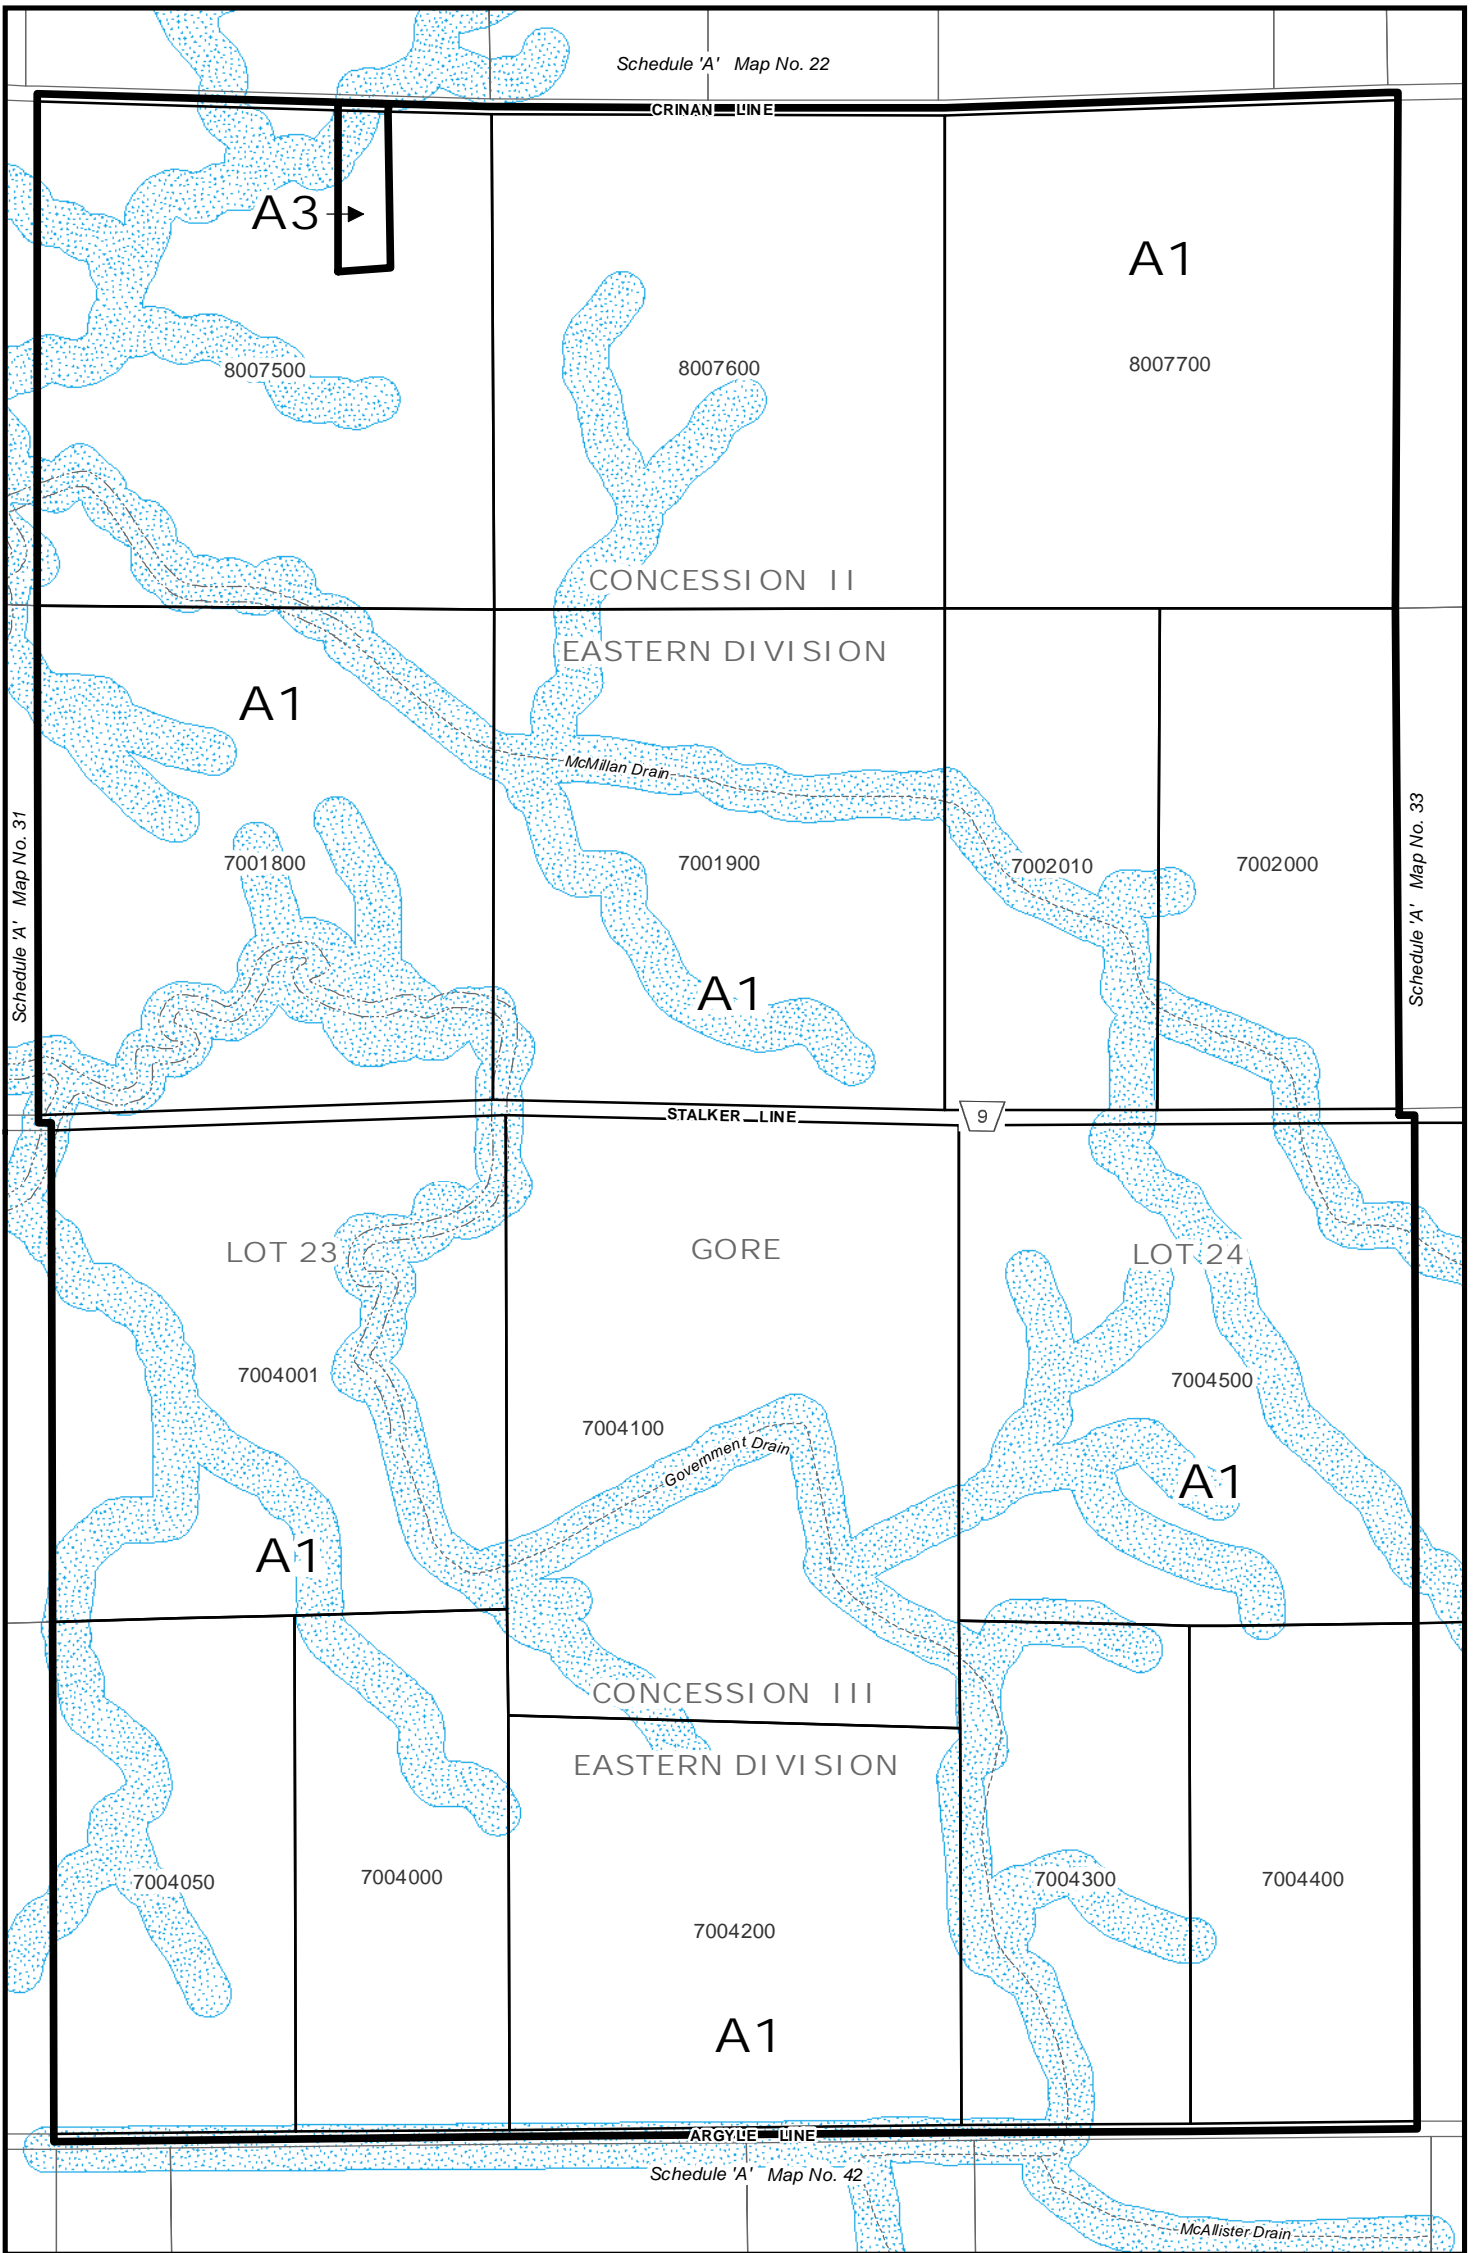 Schedule 'A'   Map No. 22
CRINAN LINE
A3
A1
8007500
8007600
8007700
CONCESSION II
EASTERN DIVISION
A1
McMillan Drain
Schedule 'A'   Map No. 31
Schedule 'A'   Map No. 33
7001800
7001900
7002010
7002000
A1
STALKER LINE
9
LOT 23
GORE
LOT 24
7004001
7004500
7004100
Government Drain
A1
A1
CONCESSION III
EASTERN DIVISION
7004050
7004000
7004300
7004400
7004200
A1
ARGYLE LINE
Schedule 'A'   Map No. 42
McAllister Drain